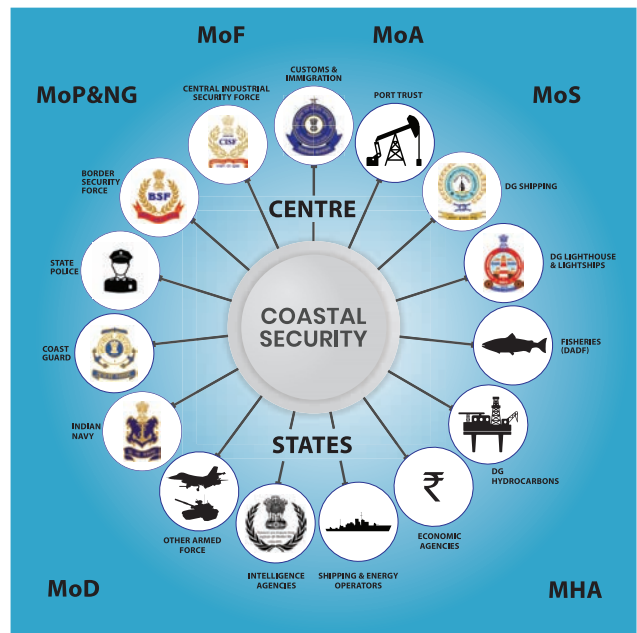 MoF
MoA
MoP&NG
MoS
CUSTOMS &
IMMIGRATION
CENTRAL INDUSTRIAL
SECURITY FORCE
PORT TRUST
CISF
BORDER
SECURITY
FORCE
BSF
DG SHIPPING
CENTRE
STATE
POLICE
DG LIGHTHOUSE
& LIGHTSHIPS
COASTAL
SECURITY
COAST
GUARD
FISHERIES
(DADF)
INDIAN
NAVY
STATES
DG
HYDROCARBONS
₹
OTHER ARMED
FORCE
ECONOMIC
AGENCIES
INTELLIGENCE
AGENCIES
SHIPPING & ENERGY
OPERATORS
MoD
MHA